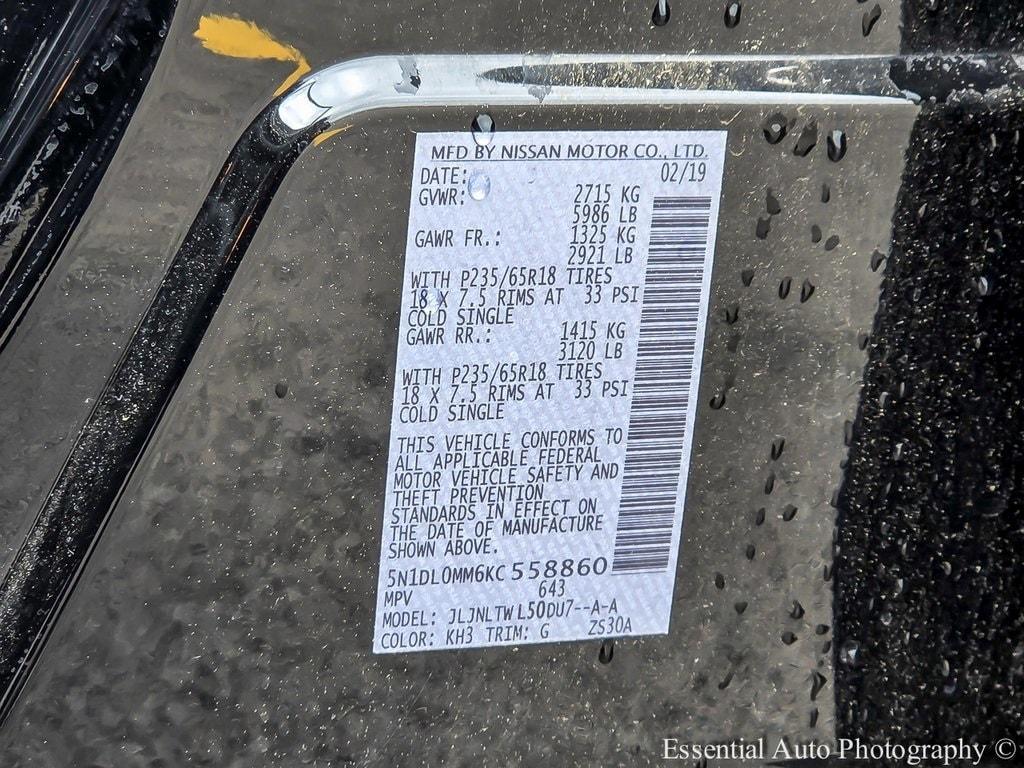 MFD BY NISSAN MOTOR CO., LTD.
DATE: 02/19
GVWR: 2715 KG
5986 LB
GAWR FR.: 1325 KG
2921 LB
WITH P235/65R18 TIRES
18 X 7.5 RIMS AT 33 PSI
COLD SINGLE
GAWR RR.: 1415 KG
3120 LB
WITH P235/65R18 TIRES
18 X 7.5 RIMS AT 33 PSI
COLD SINGLE
THIS VEHICLE CONFORMS TO
ALL APPLICABLE FEDERAL
MOTOR VEHICLE SAFETY AND
THEFT PREVENTION
STANDARDS IN EFFECT ON
THE DATE OF MANUFACTURE
SHOWN ABOVE.
5N1DL0MM6KC558860
MPV 643
MODEL: JLJNLTWL50DU7--A-A
COLOR: KH3 TRIM: G ZS30A
Essential Auto Photography ©